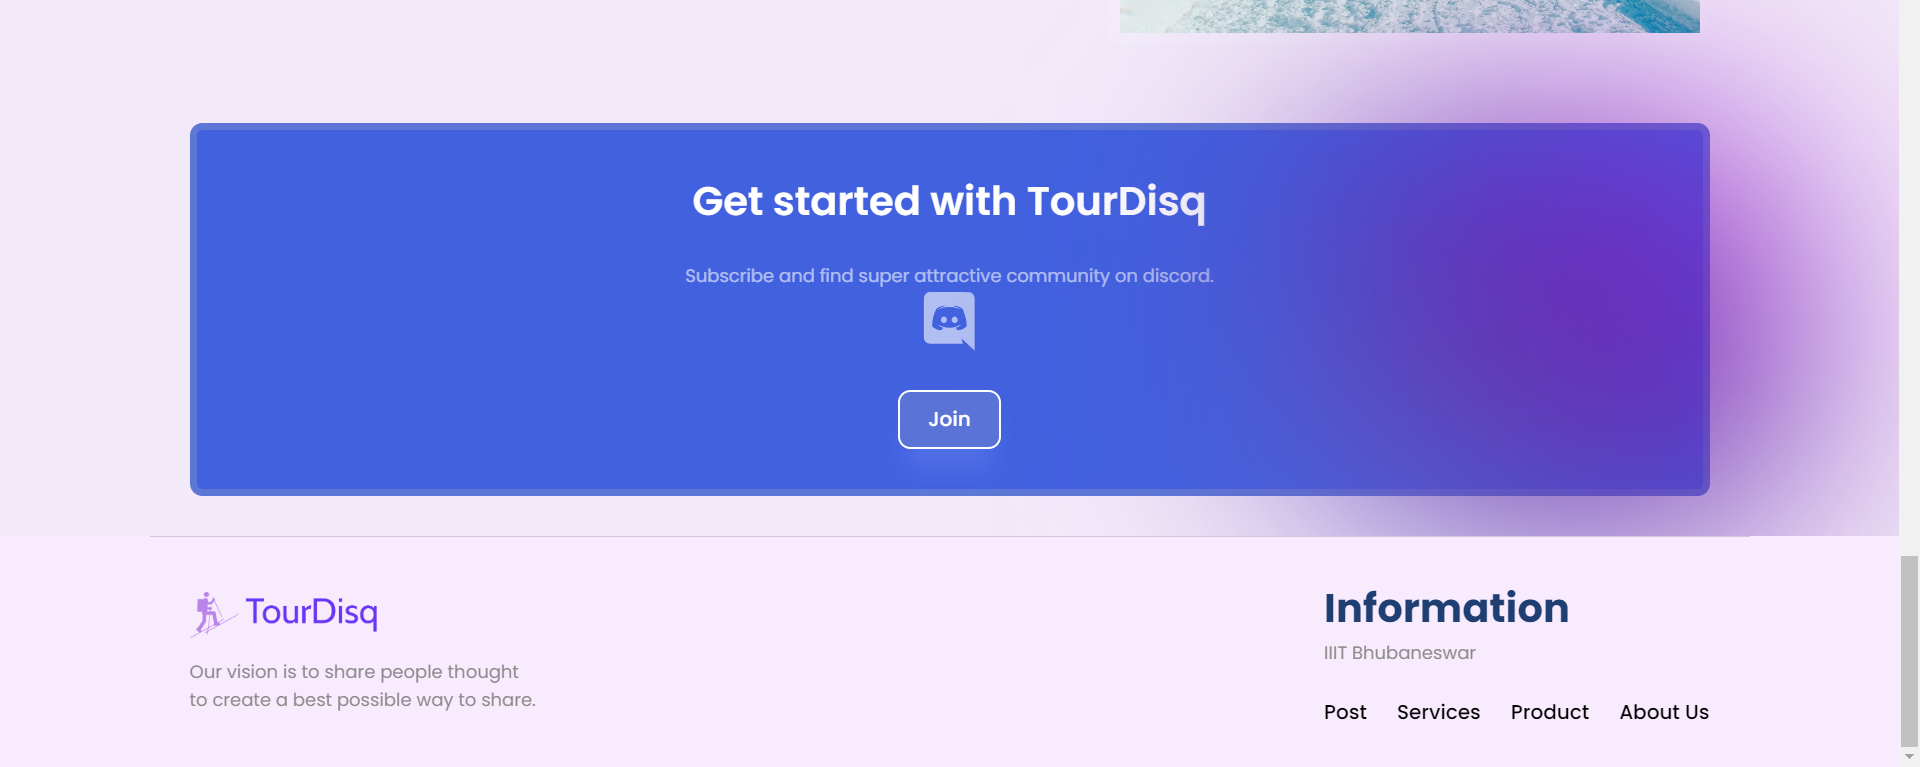 Get started with TourDisq
Subscribe and find super attractive community on discord.
Join
TourDisq
Our vision is to share people thought
to create a best possible way to share.
Information
IIIT Bhubaneswar
Post Services Product About Us